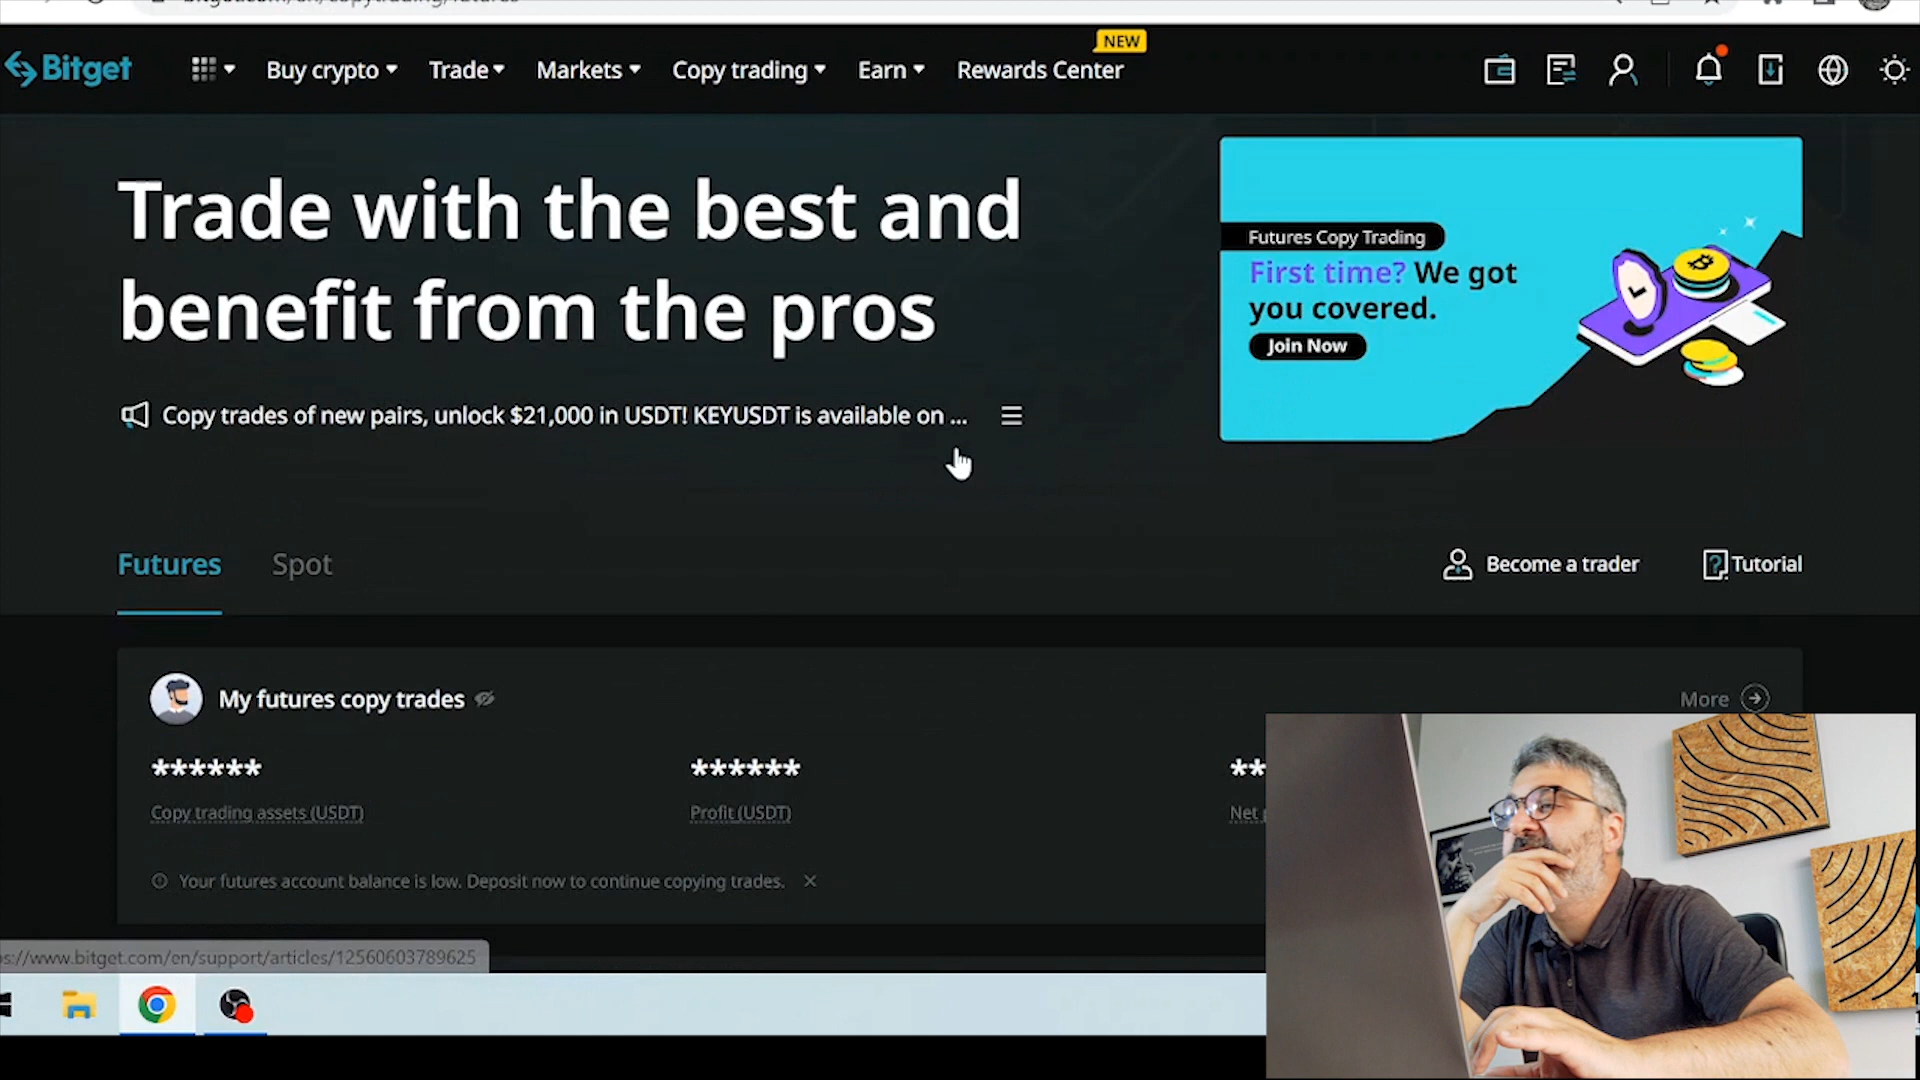 Bitget
Buy crypto
Trade
Markets
Copy trading
Earn
Rewards Center
NEW
Trade with the best and
benefit from the pros
Copy trades of new pairs, unlock $21,000 in USDT! KEYUSDT is available on ...
Futures Copy Trading
First time? We got
you covered.
Join Now
Futures
Spot
Become a trader
Tutorial
My futures copy trades
More
******
******
**
Copy trading assets (USDT)
Profit (USDT)
Net
Your futures account balance is low. Deposit now to continue copying trades.
ps://www.bitget.com/en/support/articles/12560603789625